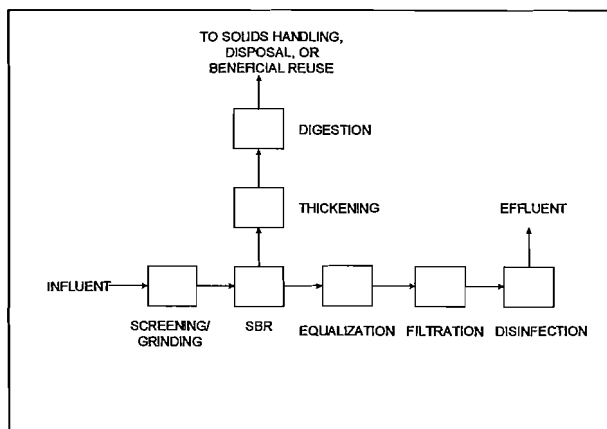 TO SOLIDS HANDLING,
DISPOSAL, OR
BENEFICIAL REUSE
DIGESTION
THICKENING
EFFLUENT
INFLUENT
SCREENING/
GRINDING
SBR
EQUALIZATION
FILTRATION
DISINFECTION